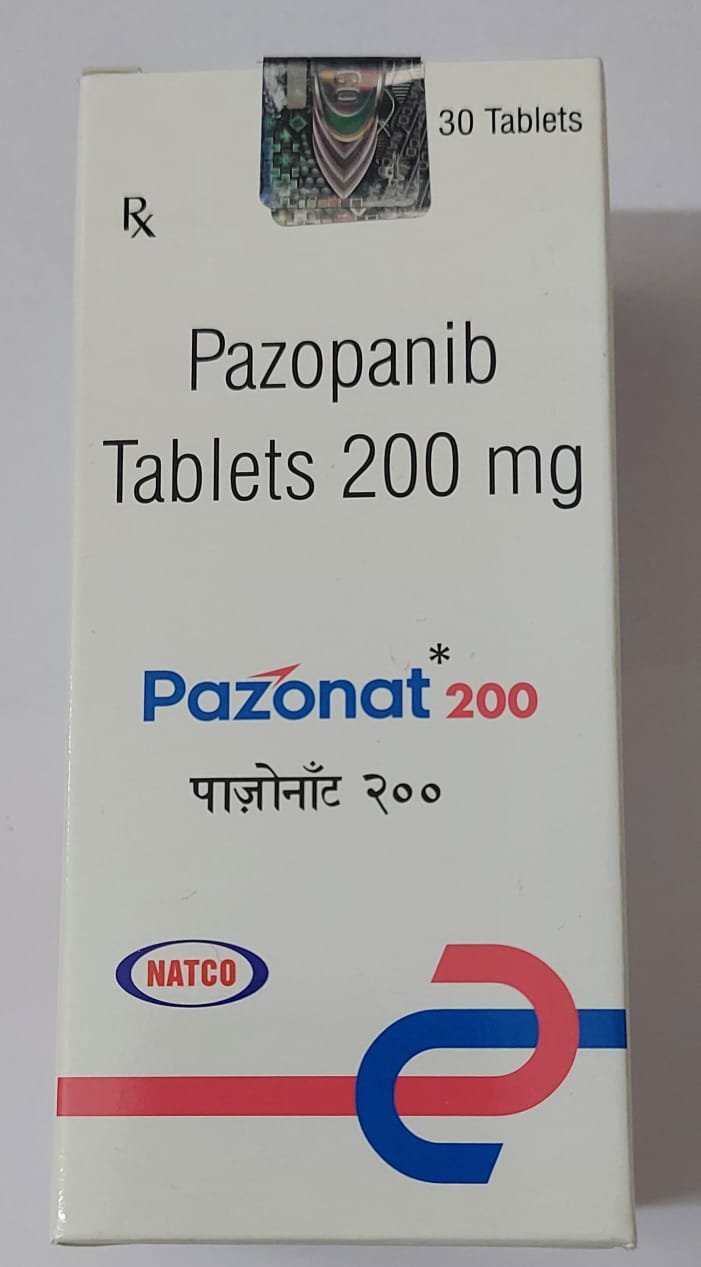 30 Tablets
Rx
Pazopanib
Tablets 200 mg
Pazonat* 200
पाज़ोनाँट २००
NATCO